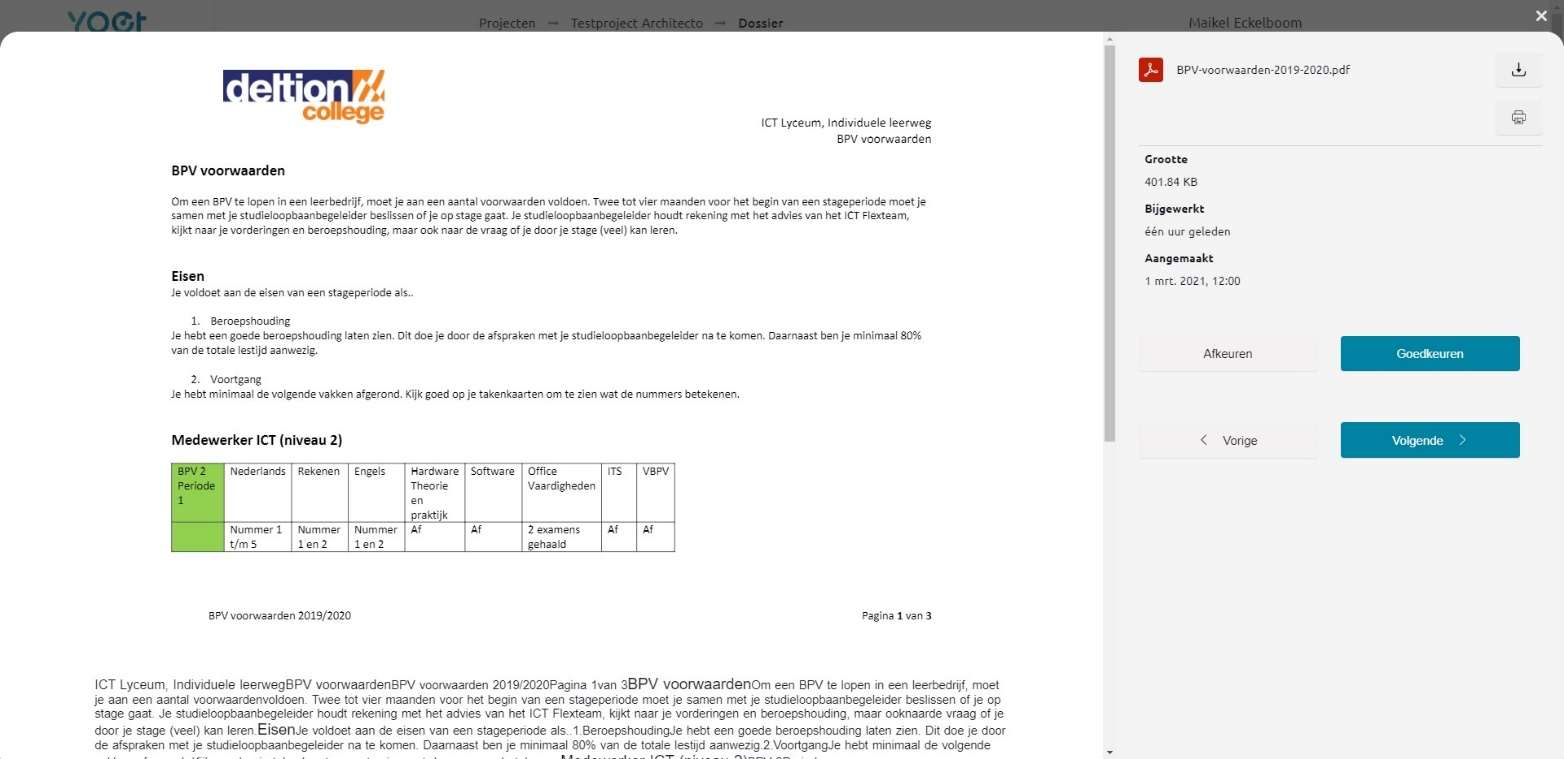 Yoet
Projecten → Testproject Architecto → Dossier
Maikel Eckelboom
deltion
college
ICT Lyceum, Individuele leerweg
BPV voorwaarden
BPV voorwaarden
Om een BPV te lopen in een leerbedrijf, moet je aan een aantal voorwaarden voldoen. Twee tot vier maanden voor het begin van een stageperiode moet je
samen met je studieloopbaanbegeleider beslissen of je op stage gaat. Je studieloopbaanbegeleider houdt rekening met het advies van het ICT Flexteam,
kijkt naar je vorderingen en beroepshouding, maar ook naar de vraag of je door je stage (veel) kan leren.
Eisen
Je voldoet aan de eisen van een stageperiode als..
1. Beroepshouding
Je hebt een goede beroepshouding laten zien. Dit doe je door de afspraken met je studieloopbaanbegeleider na te komen. Daarnaast ben je minimaal 80%
van de totale lestijd aanwezig.
2. Voortgang
Je hebt minimaal de volgende vakken afgerond. Kijk goed op je takenkaarten om te zien wat de nummers betekenen.
Medewerker ICT (niveau 2)
BPV 2 Periode 1 Nederlands Rekenen Engels Hardware Theorie en praktijk Software Office Vaardigheden ITS VBPV
Nummer 1 t/m 5 Nummer 1 en 2 Nummer 1 en 2 Af Af 2 examens gehaald Af Af
BPV voorwaarden 2019/2020
Pagina 1 van 3
ICT Lyceum, Individuele leerwegBPV voorwaardenBPV voorwaarden 2019/2020Pagina 1van 3BPV voorwaardenOm een BPV te lopen in een leerbedrijf, moet
je aan een aantal voorwaardenvoldoen. Twee tot vier maanden voor het begin van een stageperiode moet je samen met je studieloopbaanbegeleider beslissen of je op
stage gaat. Je studieloopbaanbegeleider houdt rekening met het advies van het ICT Flexteam, kijkt naar je vorderingen en beroepshouding, maar ooknaarde vraag of je
door je stage (veel) kan leren.EisenJe voldoet aan de eisen van een stageperiode als..1.BeroepshoudingJe hebt een goede beroepshouding laten zien. Dit doe je door
de afspraken met je studieloopbaanbegeleider na te komen. Daarnaast ben je minimaal 80% van de totale lestijd aanwezig.2.VoortgangJe hebt minimaal de volgende
BPV-voorwaarden-2019-2020.pdf
Grootte
401.84 KB
Bijgewerkt
één uur geleden
Aangemaakt
1 mrt. 2021, 12:00
Afkeuren
Goedkeuren
Vorige
Volgende